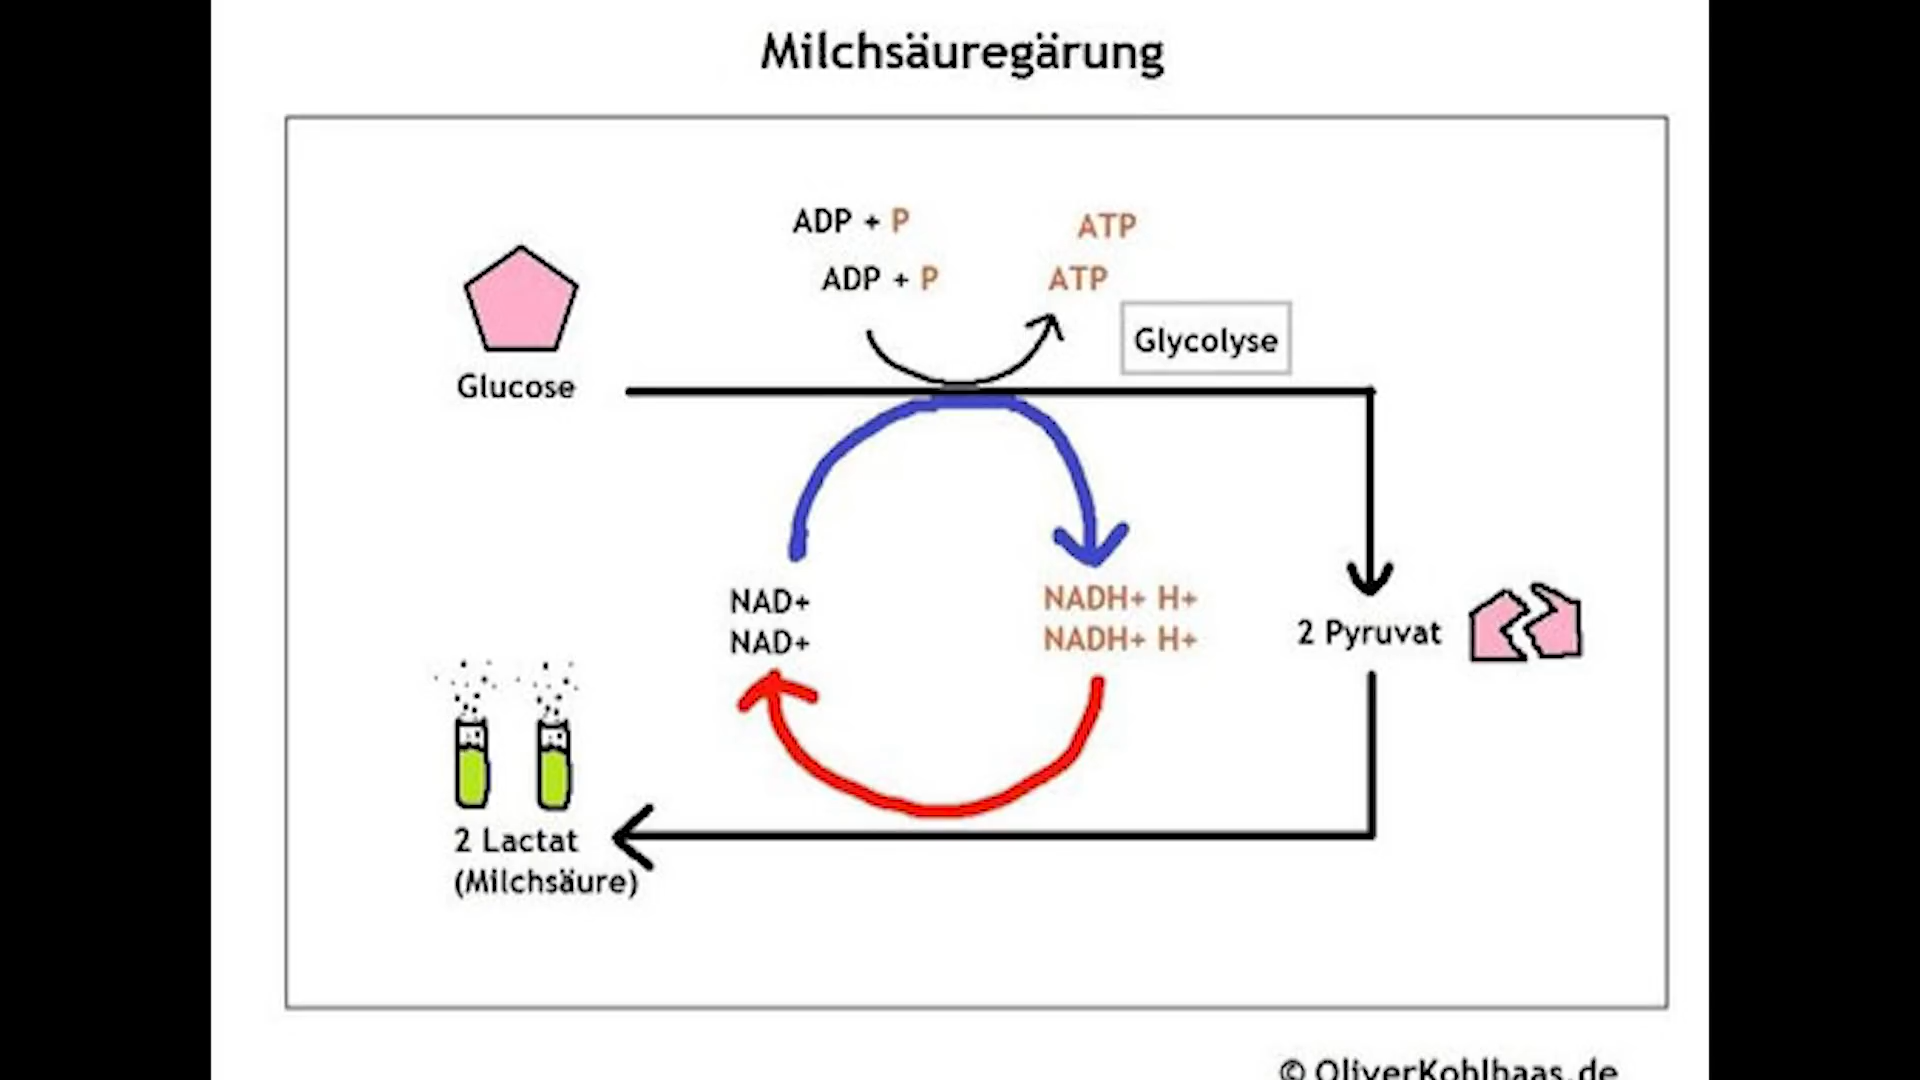 Milchsäuregärung
ADP + P
ATP
ADP + P
ATP
Glycolyse
Glucose
NAD+
NADH+ H+
NAD+
NADH+ H+
2 Pyruvat
2 Lactat
(Milchsäure)
© OliverKohlhaas.de